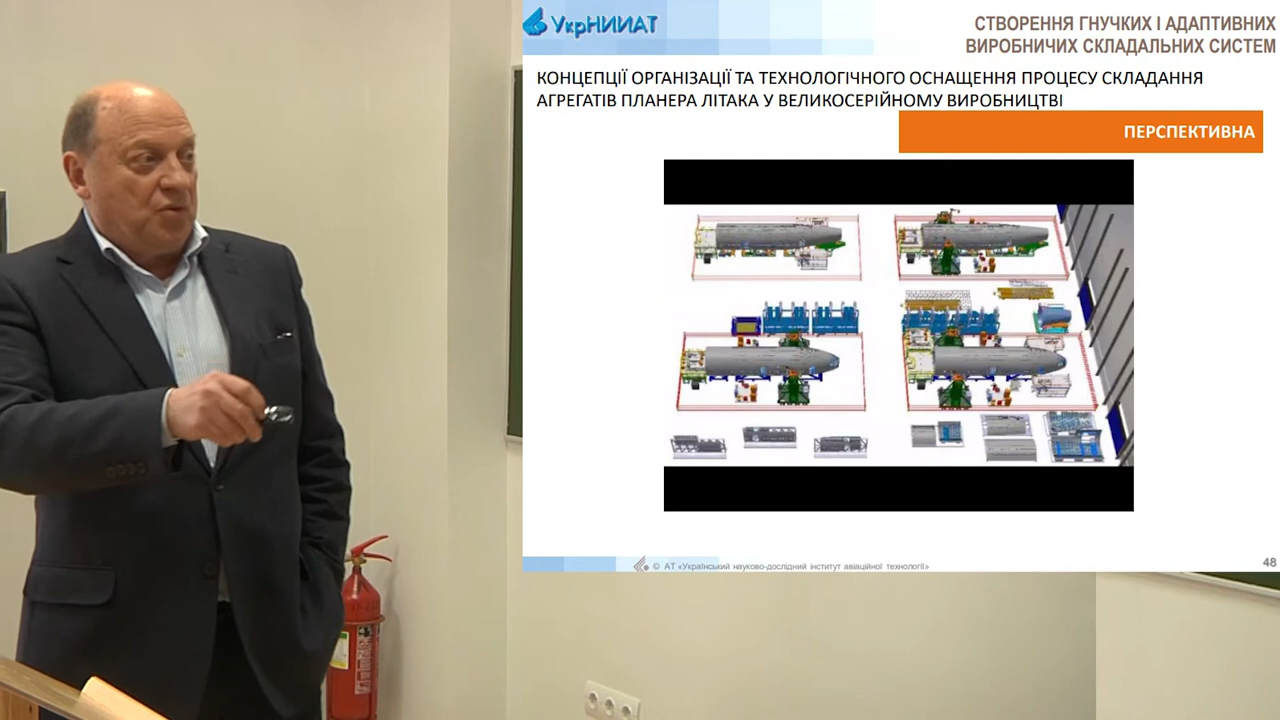 УкрНИИАТ
СТВОРЕННЯ ГНУЧКИХ І АДАПТИВНИХ
ВИРОБНИЧИХ СКЛАДАЛЬНИХ СИСТЕМ
КОНЦЕПЦІЇ ОРГАНІЗАЦІЇ ТА ТЕХНОЛОГІЧНОГО ОСНАЩЕННЯ ПРОЦЕСУ СКЛАДАННЯ
АГРЕГАТІВ ПЛАНЕРА ЛІТАКА У ВЕЛИКОСЕРІЙНОМУ ВИРОБНИЦТВІ
ПЕРСПЕКТИВНА
© АТ «Український науково-дослідний інститут авіаційної технології»
48